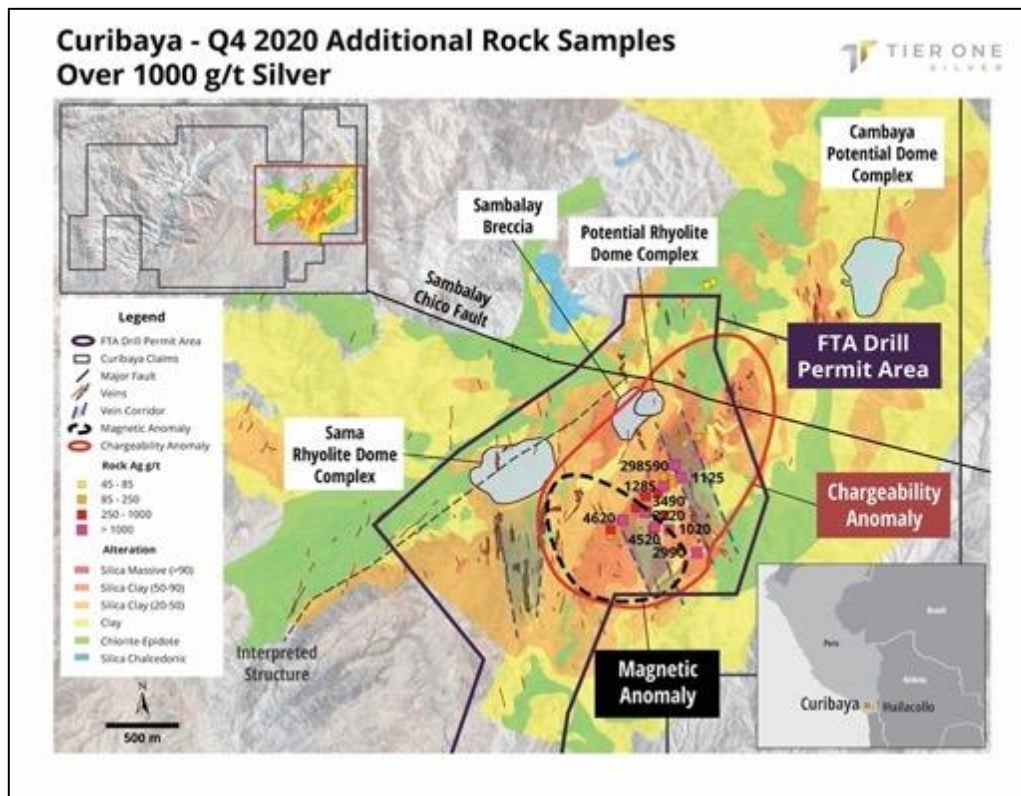 Curibaya - Q4 2020 Additional Rock Samples
Over 1000 g/t Silver
TIER ONE
SILVER
Cambaya
Potential Dome
Complex
Sambalay
Breccia
Potential Rhyolite
Dome Complex
Sambalay
Chico Fault
FTA Drill
Permit Area
Legend
FTA Drill Permit Area
Curibaya Claims
Major Fault
Veins
Vein Corridor
Magnetic Anomaly
Chargeability Anomaly
Rock Ag g/t
45 - 85
85 - 250
250 - 1000
> 1000
Alteration
Silica Massive (>90)
Silica Clay (50-90)
Silica Clay (20-50)
Clay
Chlorite-Epidote
Silica Chalcedonic
Sama
Rhyolite Dome
Complex
298590
1125
1285
3490
4620
1020
4520
2990
Chargeability
Anomaly
Magnetic
Anomaly
Interpreted
Structure
N
500 m
Brazil
Peru
Bolivia
Curibaya
Huilacollo